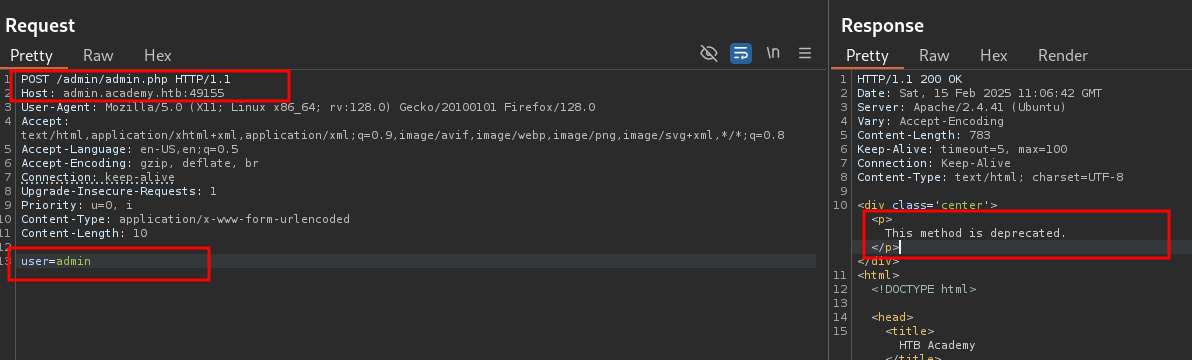 Request
Pretty Raw Hex
\n
1 POST /admin/admin.php HTTP/1.1
2 Host: admin.academy.htb:49155
3 User-Agent: Mozilla/5.0 (X11; Linux x86_64; rv:128.0) Gecko/20100101 Firefox/128.0
4 Accept:
text/html,application/xhtml+xml,application/xml;q=0.9,image/avif,image/webp,image/png,image/svg+xml,*/*;q=0.8
5 Accept-Language: en-US,en;q=0.5
6 Accept-Encoding: gzip, deflate, br
7 Connection: keep-alive
8 Upgrade-Insecure-Requests: 1
9 Priority: u=0, i
10 Content-Type: application/x-www-form-urlencoded
11 Content-Length: 10
12
13 user=admin
Response
Pretty Raw Hex Render
1 HTTP/1.1 200 OK
2 Date: Sat, 15 Feb 2025 11:06:42 GMT
3 Server: Apache/2.4.41 (Ubuntu)
4 Vary: Accept-Encoding
5 Content-Length: 783
6 Keep-Alive: timeout=5, max=100
7 Connection: Keep-Alive
8 Content-Type: text/html; charset=UTF-8
9
10 <div class='center'>
<p>
This method is deprecated.
</p>
</div>
11 <html>
12 <!DOCTYPE html>
13
14 <head>
15 <title>
HTB Academy
</title>